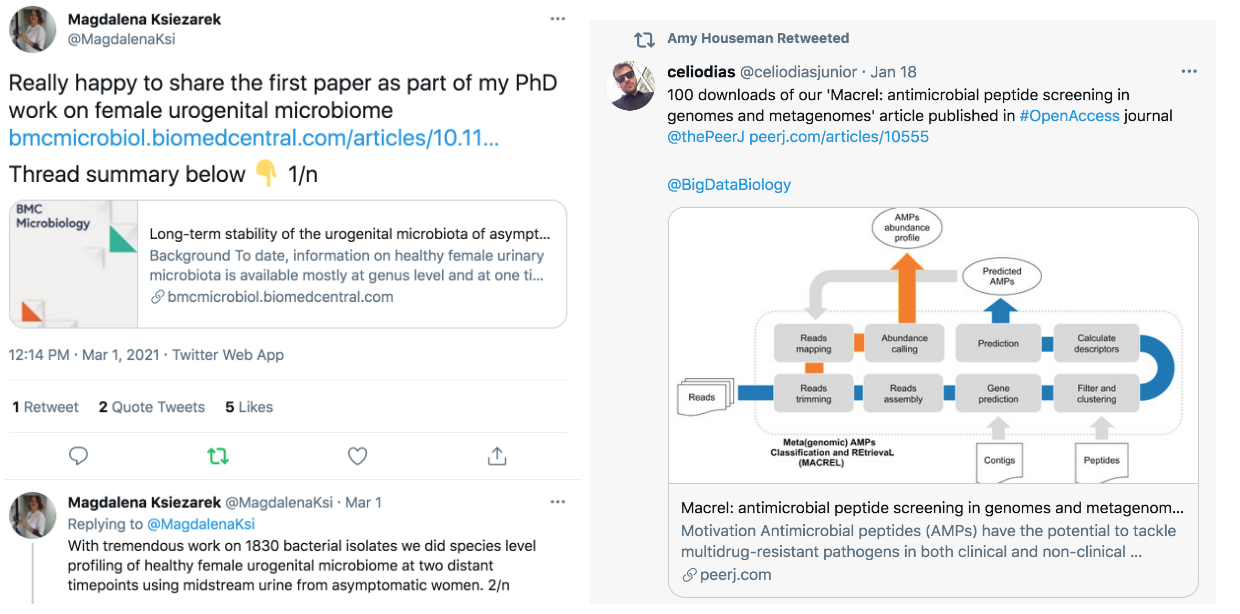 Magdalena Ksiezarek
@MagdalenaKsi
Really happy to share the first paper as part of my PhD
work on female urogenital microbiome
bmcmicrobiol.biomedcentral.com/articles/10.11...
Thread summary below 👇 1/n
BMC
Microbiology
Long-term stability of the urogenital microbiota of asympt...
Background To date, information on healthy female urinary
microbiota is available mostly at genus level and at one ti...
bmcmicrobiol.biomedcentral.com
12:14 PM · Mar 1, 2021 · Twitter Web App
1 Retweet 2 Quote Tweets 5 Likes
Magdalena Ksiezarek @MagdalenaKsi · Mar 1
Replying to @MagdalenaKsi
With tremendous work on 1830 bacterial isolates we did species level
profiling of healthy female urogenital microbiome at two distant
timepoints using midstream urine from asymptomatic women. 2/n
Amy Houseman Retweeted
celiodias @celiodiasjunior · Jan 18
100 downloads of our 'Macrel: antimicrobial peptide screening in
genomes and metagenomes' article published in #OpenAccess journal
@thePeerJ peerj.com/articles/10555
@BigDataBiology
AMPs
abundance
profile
Predicted
AMPs
Reads
mapping
Abundance
calling
Prediction
Calculate
descriptors
Reads
Reads
trimming
Reads
assembly
Gene
prediction
Filter and
clustering
Meta(genomic) AMPs
Classification and REtrievaL
(MACREL)
Contigs
Peptides
Macrel: antimicrobial peptide screening in genomes and metagenom...
Motivation Antimicrobial peptides (AMPs) have the potential to tackle
multidrug-resistant pathogens in both clinical and non-clinical ...
peerj.com